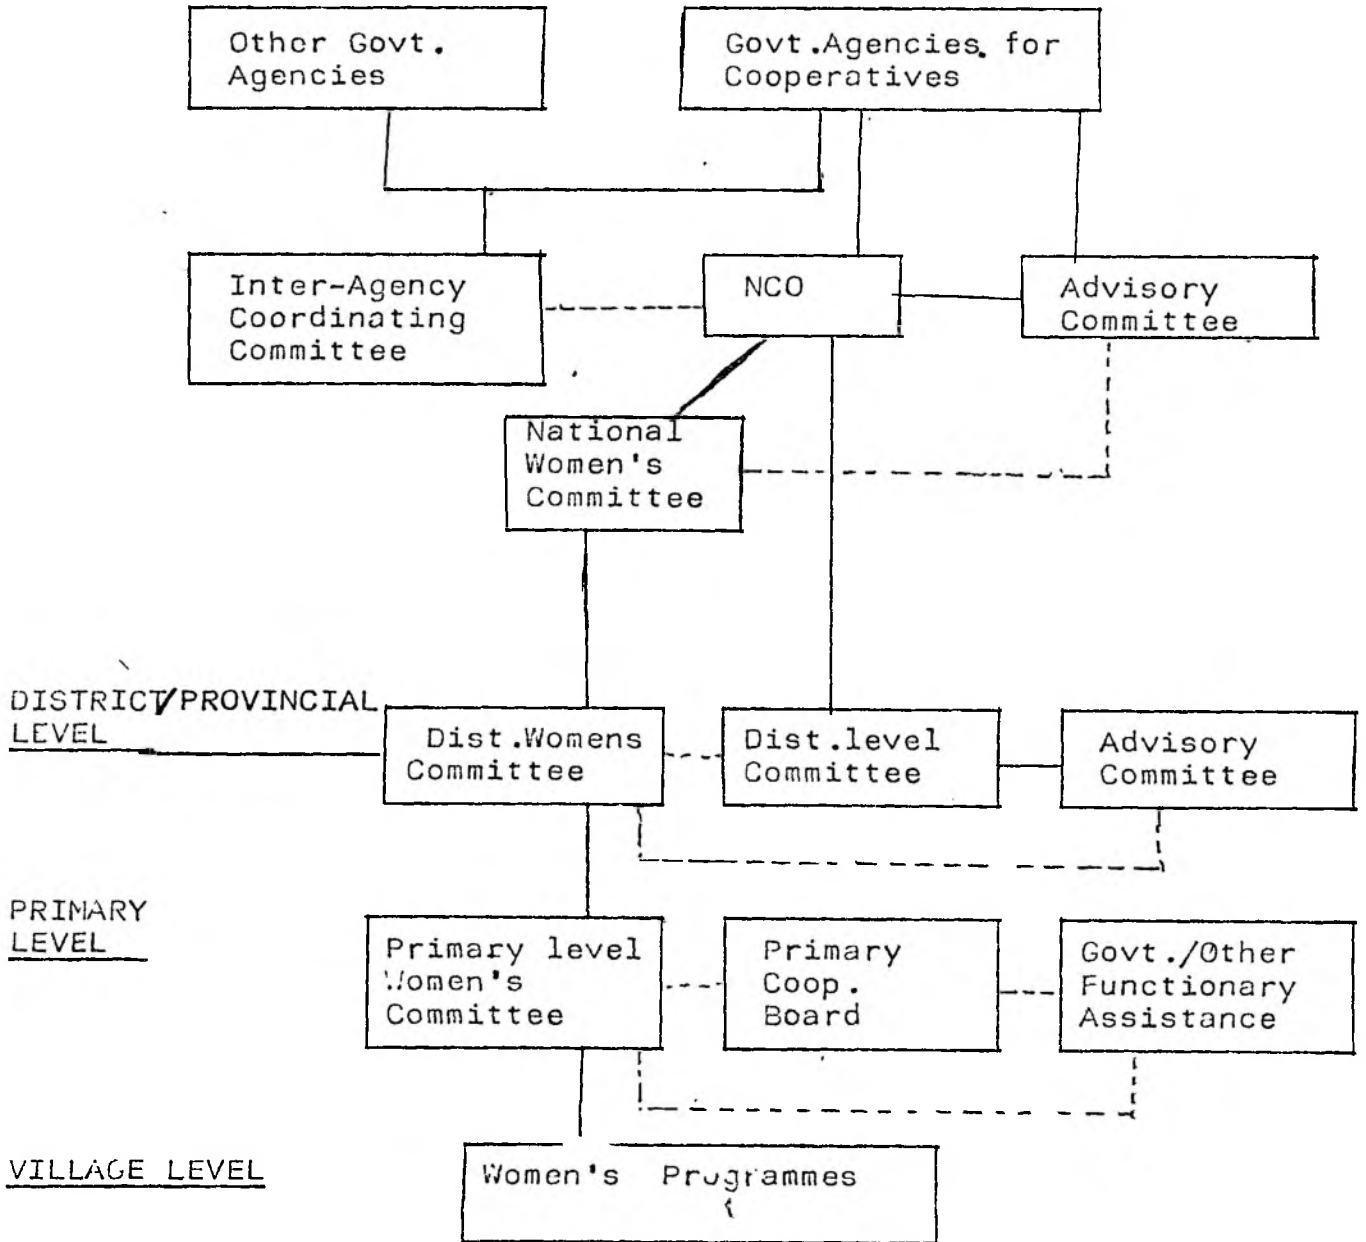 Other Govt.
Agencies
Govt.Agencies. for
Cooperatives
Inter-Agency
Coordinating
Committee
NCO
Advisory
Committee
National
Women's
Committee
DISTRICT/PROVINCIAL
LEVEL
Dist.Womens
Committee
Dist.level
Committee
Advisory
Committee
PRIMARY
LEVEL
Primary level
Women's
Committee
Primary
Coop.
Board
Govt./Other
Functionary
Assistance
VILLAGE LEVEL
Women's Programmes